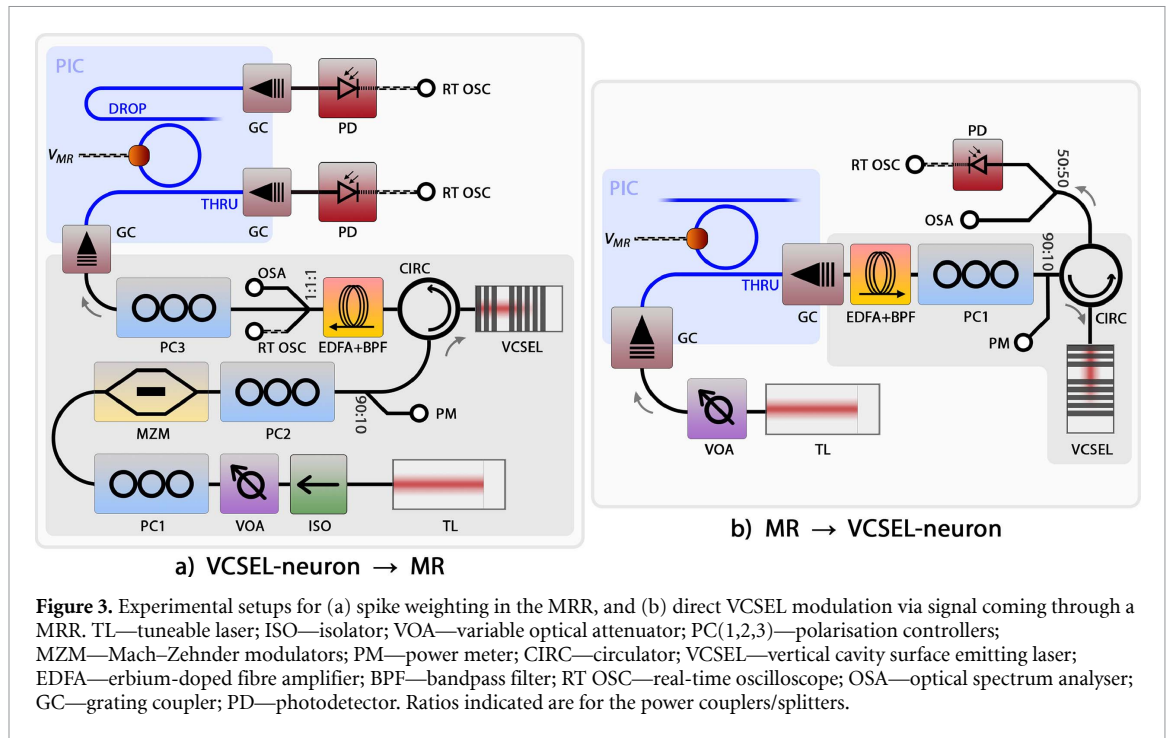 PIC
DROP
GC
PD
RT OSC
V_MR
THRU
GC
PD
RT OSC
GC
OSA
1:1:1
CIRC
PC3
RT OSC
EDFA+BPF
VCSEL
MZM
PC2
90:10
PM
PC1
VOA
ISO
TL
a) VCSEL-neuron → MR
PD
RT OSC
50:50
OSA
PIC
V_MR
THRU
GC
EDFA+BPF
PC1
90:10
CIRC
GC
PM
VOA
TL
VCSEL
b) MR → VCSEL-neuron
Figure 3. Experimental setups for (a) spike weighting in the MRR, and (b) direct VCSEL modulation via signal coming through a
MRR. TL—tuneable laser; ISO—isolator; VOA—variable optical attenuator; PC(1,2,3)—polarisation controllers;
MZM—Mach–Zehnder modulators; PM—power meter; CIRC—circulator; VCSEL—vertical cavity surface emitting laser;
EDFA—erbium-doped fibre amplifier; BPF—bandpass filter; RT OSC—real-time oscilloscope; OSA—optical spectrum analyser;
GC—grating coupler; PD—photodetector. Ratios indicated are for the power couplers/splitters.